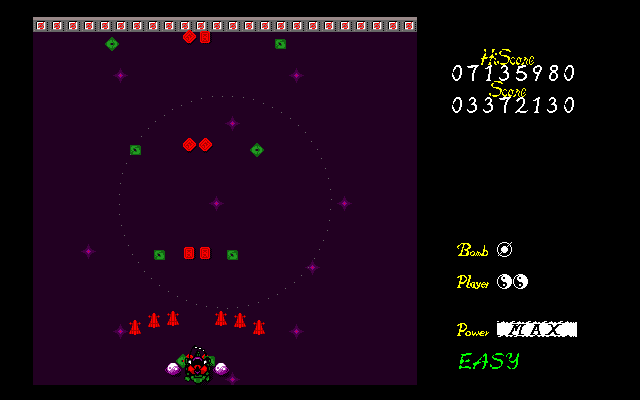 HiScore
07135980
Score
03372130
Bomb
Player
Power MAX
EASY